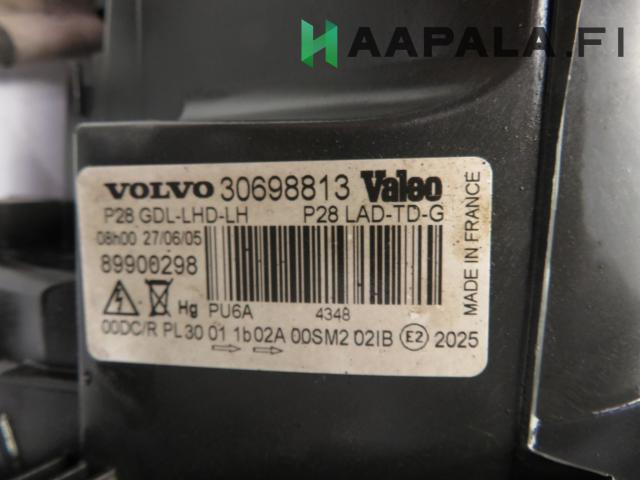 HAAPALA.FI
VOLVO 30698813 Valeo
P28 GDL-LHD-LH P28 LAD-TD-G
08h00 27/06/05
89900298
Hg PU6A 4348
00DC/R PL30 01 1b02A 00SM2 02IB E2 2025
MADE IN FRANCE